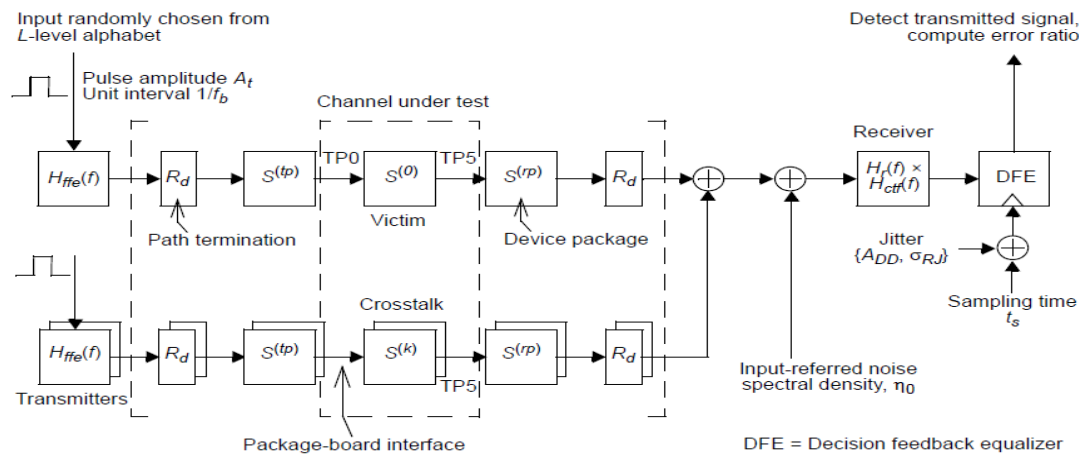 Input randomly chosen from
L-level alphabet
Pulse amplitude At
Unit interval 1/fb
Detect transmitted signal,
compute error ratio
Channel under test
Receiver
Hffe(f)
Rd
S(tp)
TP0
S(0)
TP5
S(rp)
Rd
Hr(f) ×
Hctf(f)
DFE
Victim
Path termination
Device package
Jitter
{ADD, σRJ}
Sampling time
ts
Crosstalk
Hffe(f)
Rd
S(tp)
S(k)
TP5
S(rp)
Rd
Transmitters
Input-referred noise
spectral density, η0
Package-board interface
DFE = Decision feedback equalizer